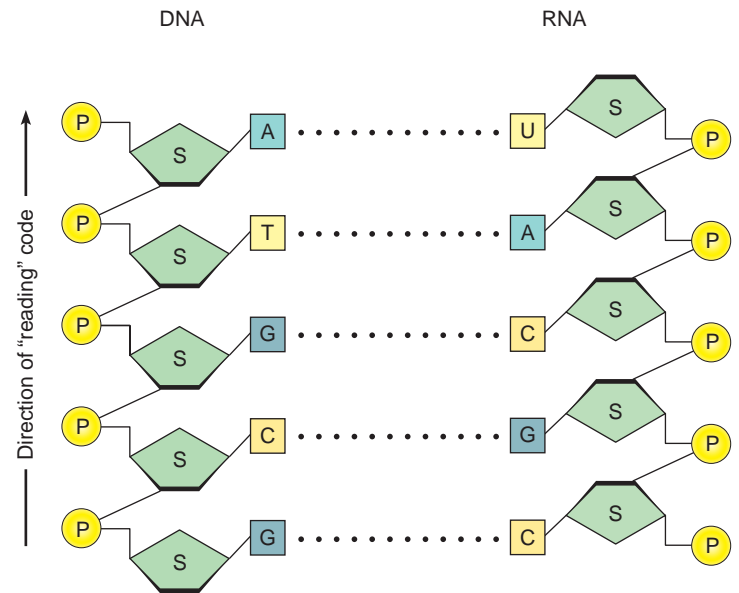 DNA RNA
S
P A U P
S
S
P T A P
S
S
P G C P
S
S
P C G P
S
S
P G C P
S
Direction of “reading” code